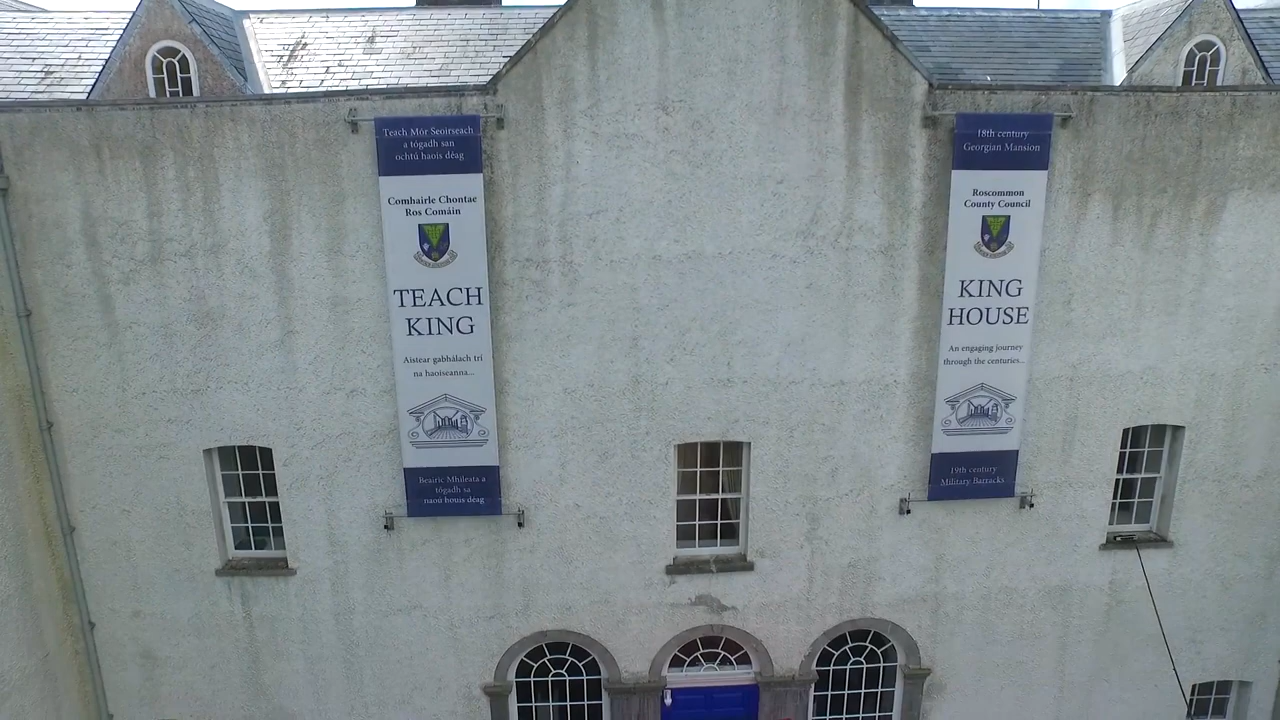 Teach Mór Seoirseach
a tógadh san
ochtú haois déag
Comhairle Chontae
Ros Comáin
TEACH
KING
Aistear gabhálach trí
na haoiseanna...
Beairic Mhíleata a
tógadh sa
naoú houis déag
18th century
Georgian Mansion
Roscommon
County Council
KING
HOUSE
An engaging journey
through the centuries...
19th century
Military Barracks